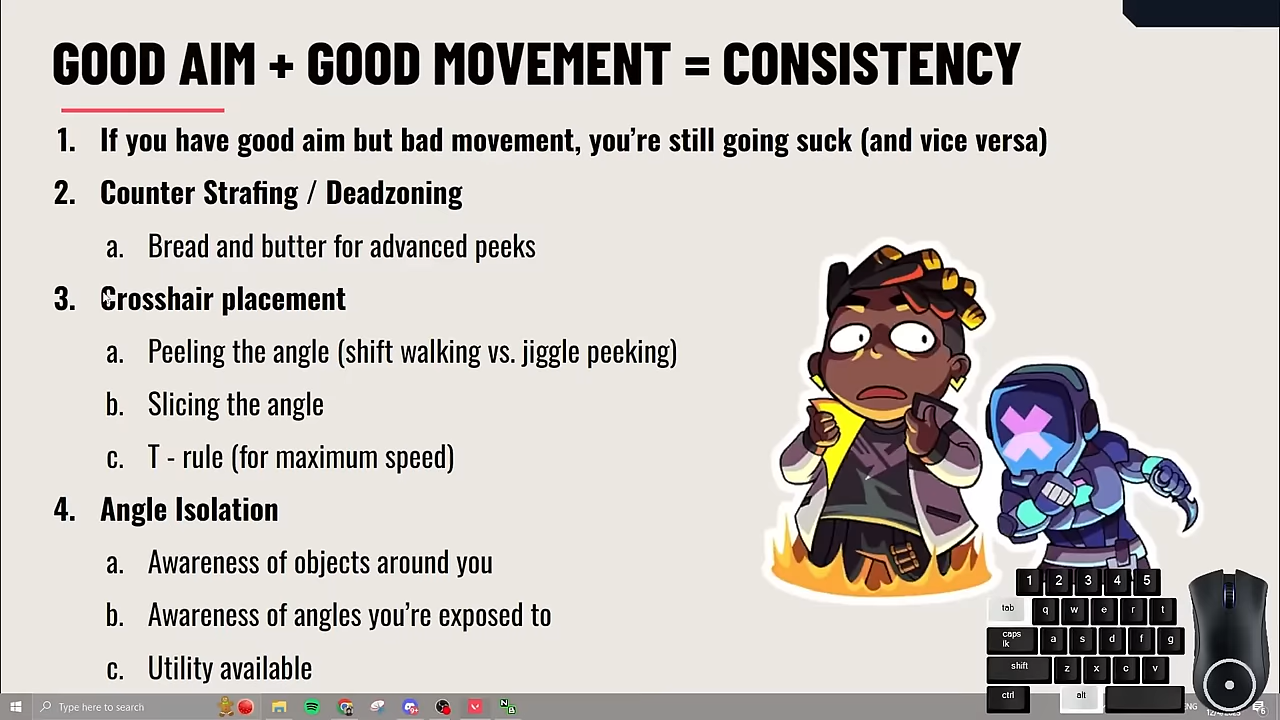 GOOD AIM + GOOD MOVEMENT = CONSISTENCY
1. If you have good aim but bad movement, you're still going suck (and vice versa)
2. Counter Strafing / Deadzoning
a. Bread and butter for advanced peeks
3. Crosshair placement
a. Peeling the angle (shift walking vs. jiggle peeking)
b. Slicing the angle
c. T - rule (for maximum speed)
4. Angle Isolation
a. Awareness of objects around you
b. Awareness of angles you're exposed to
c. Utility available
1 2 3 4 5
tab q w e r t
caps lk a s d f g
shift z x c v
ctrl alt
Type here to search
ENG